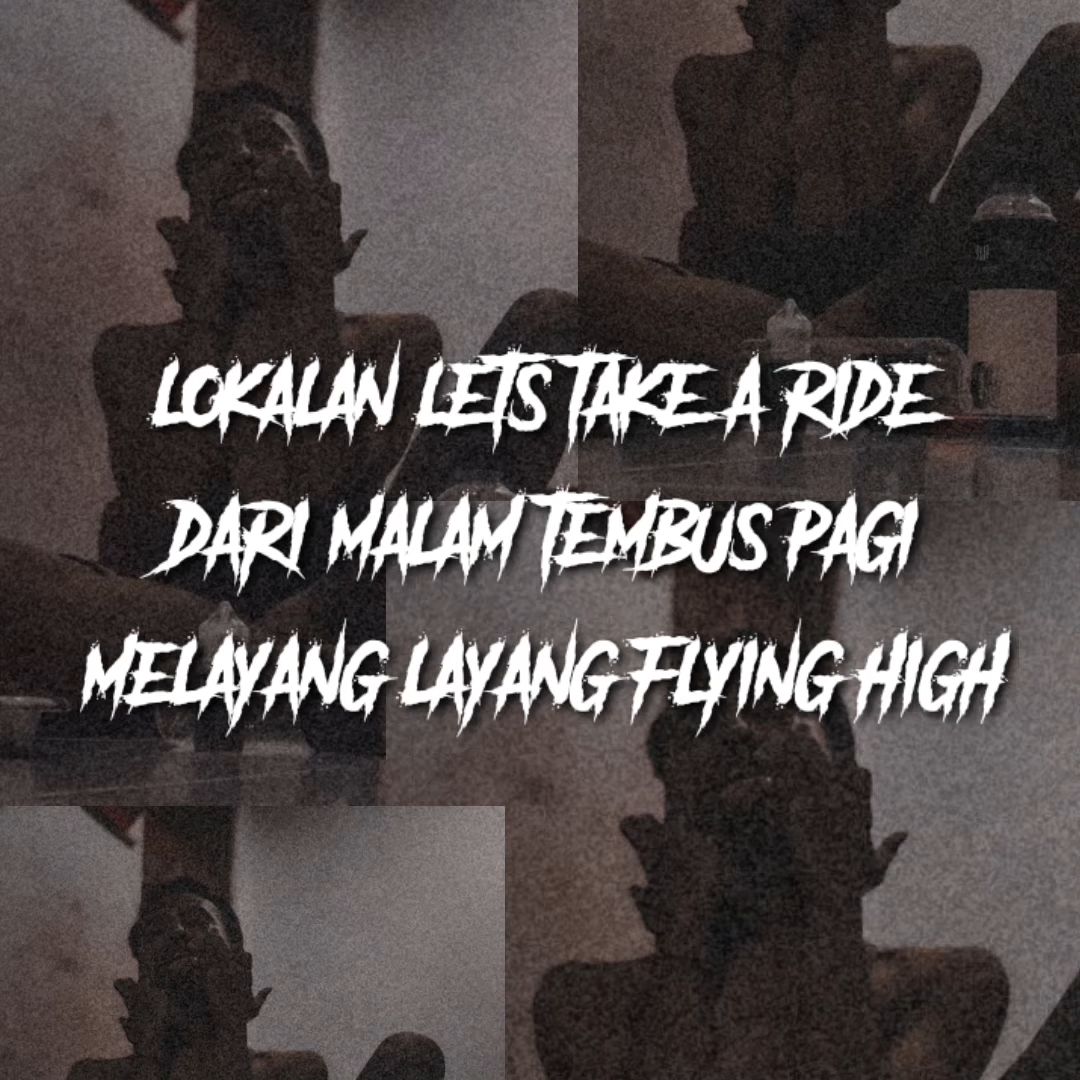 LOKALAN LETS TAKE A RIDE
DARI MALAM TEMBUS PAGI
MELAYANG LAYANG FLYING HIGH